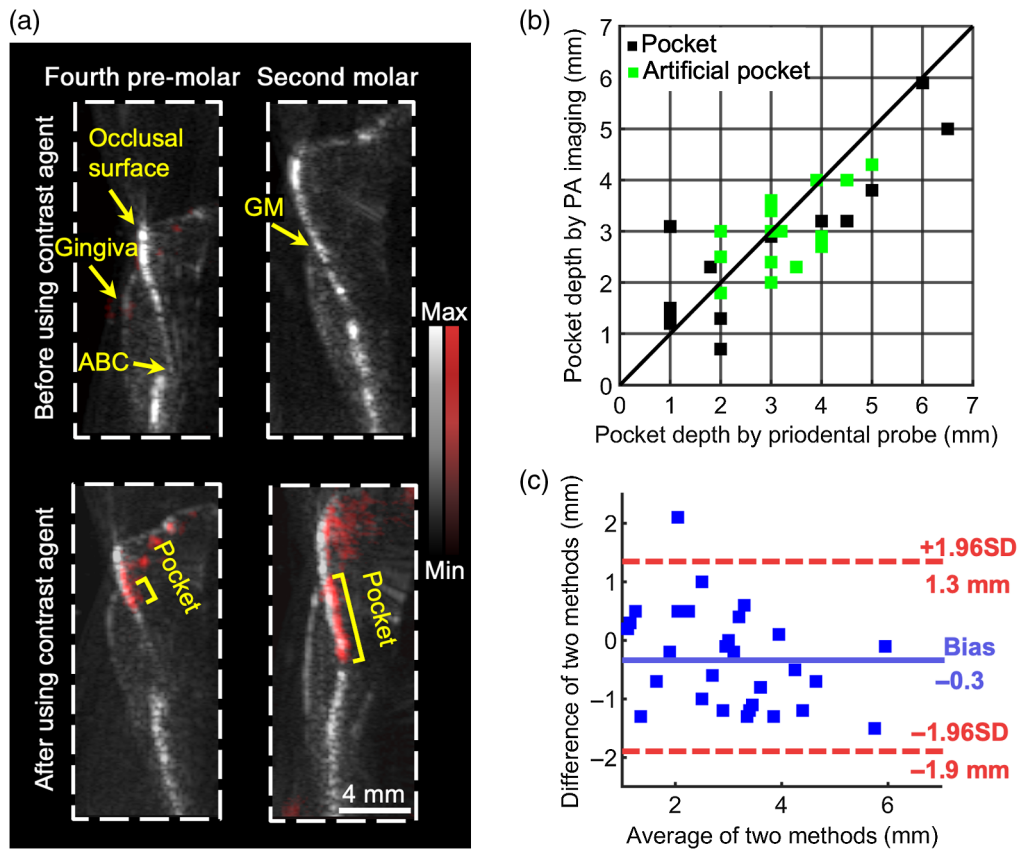 (a)
Fourth pre-molar
Second molar
Before using contrast agent
Occlusal
surface
Gingiva
ABC
GM
Max
Min
After using contrast agent
Pocket
Pocket
4 mm
(b)
Pocket depth by PA imaging (mm)
7
6
5
4
3
2
1
0
Pocket
Artificial pocket
0 1 2 3 4 5 6 7
Pocket depth by priodental probe (mm)
(c)
Difference of two methods (mm)
2
1
0
−1
−2
+1.96SD
1.3 mm
Bias
−0.3
−1.96SD
−1.9 mm
2 4 6
Average of two methods (mm)